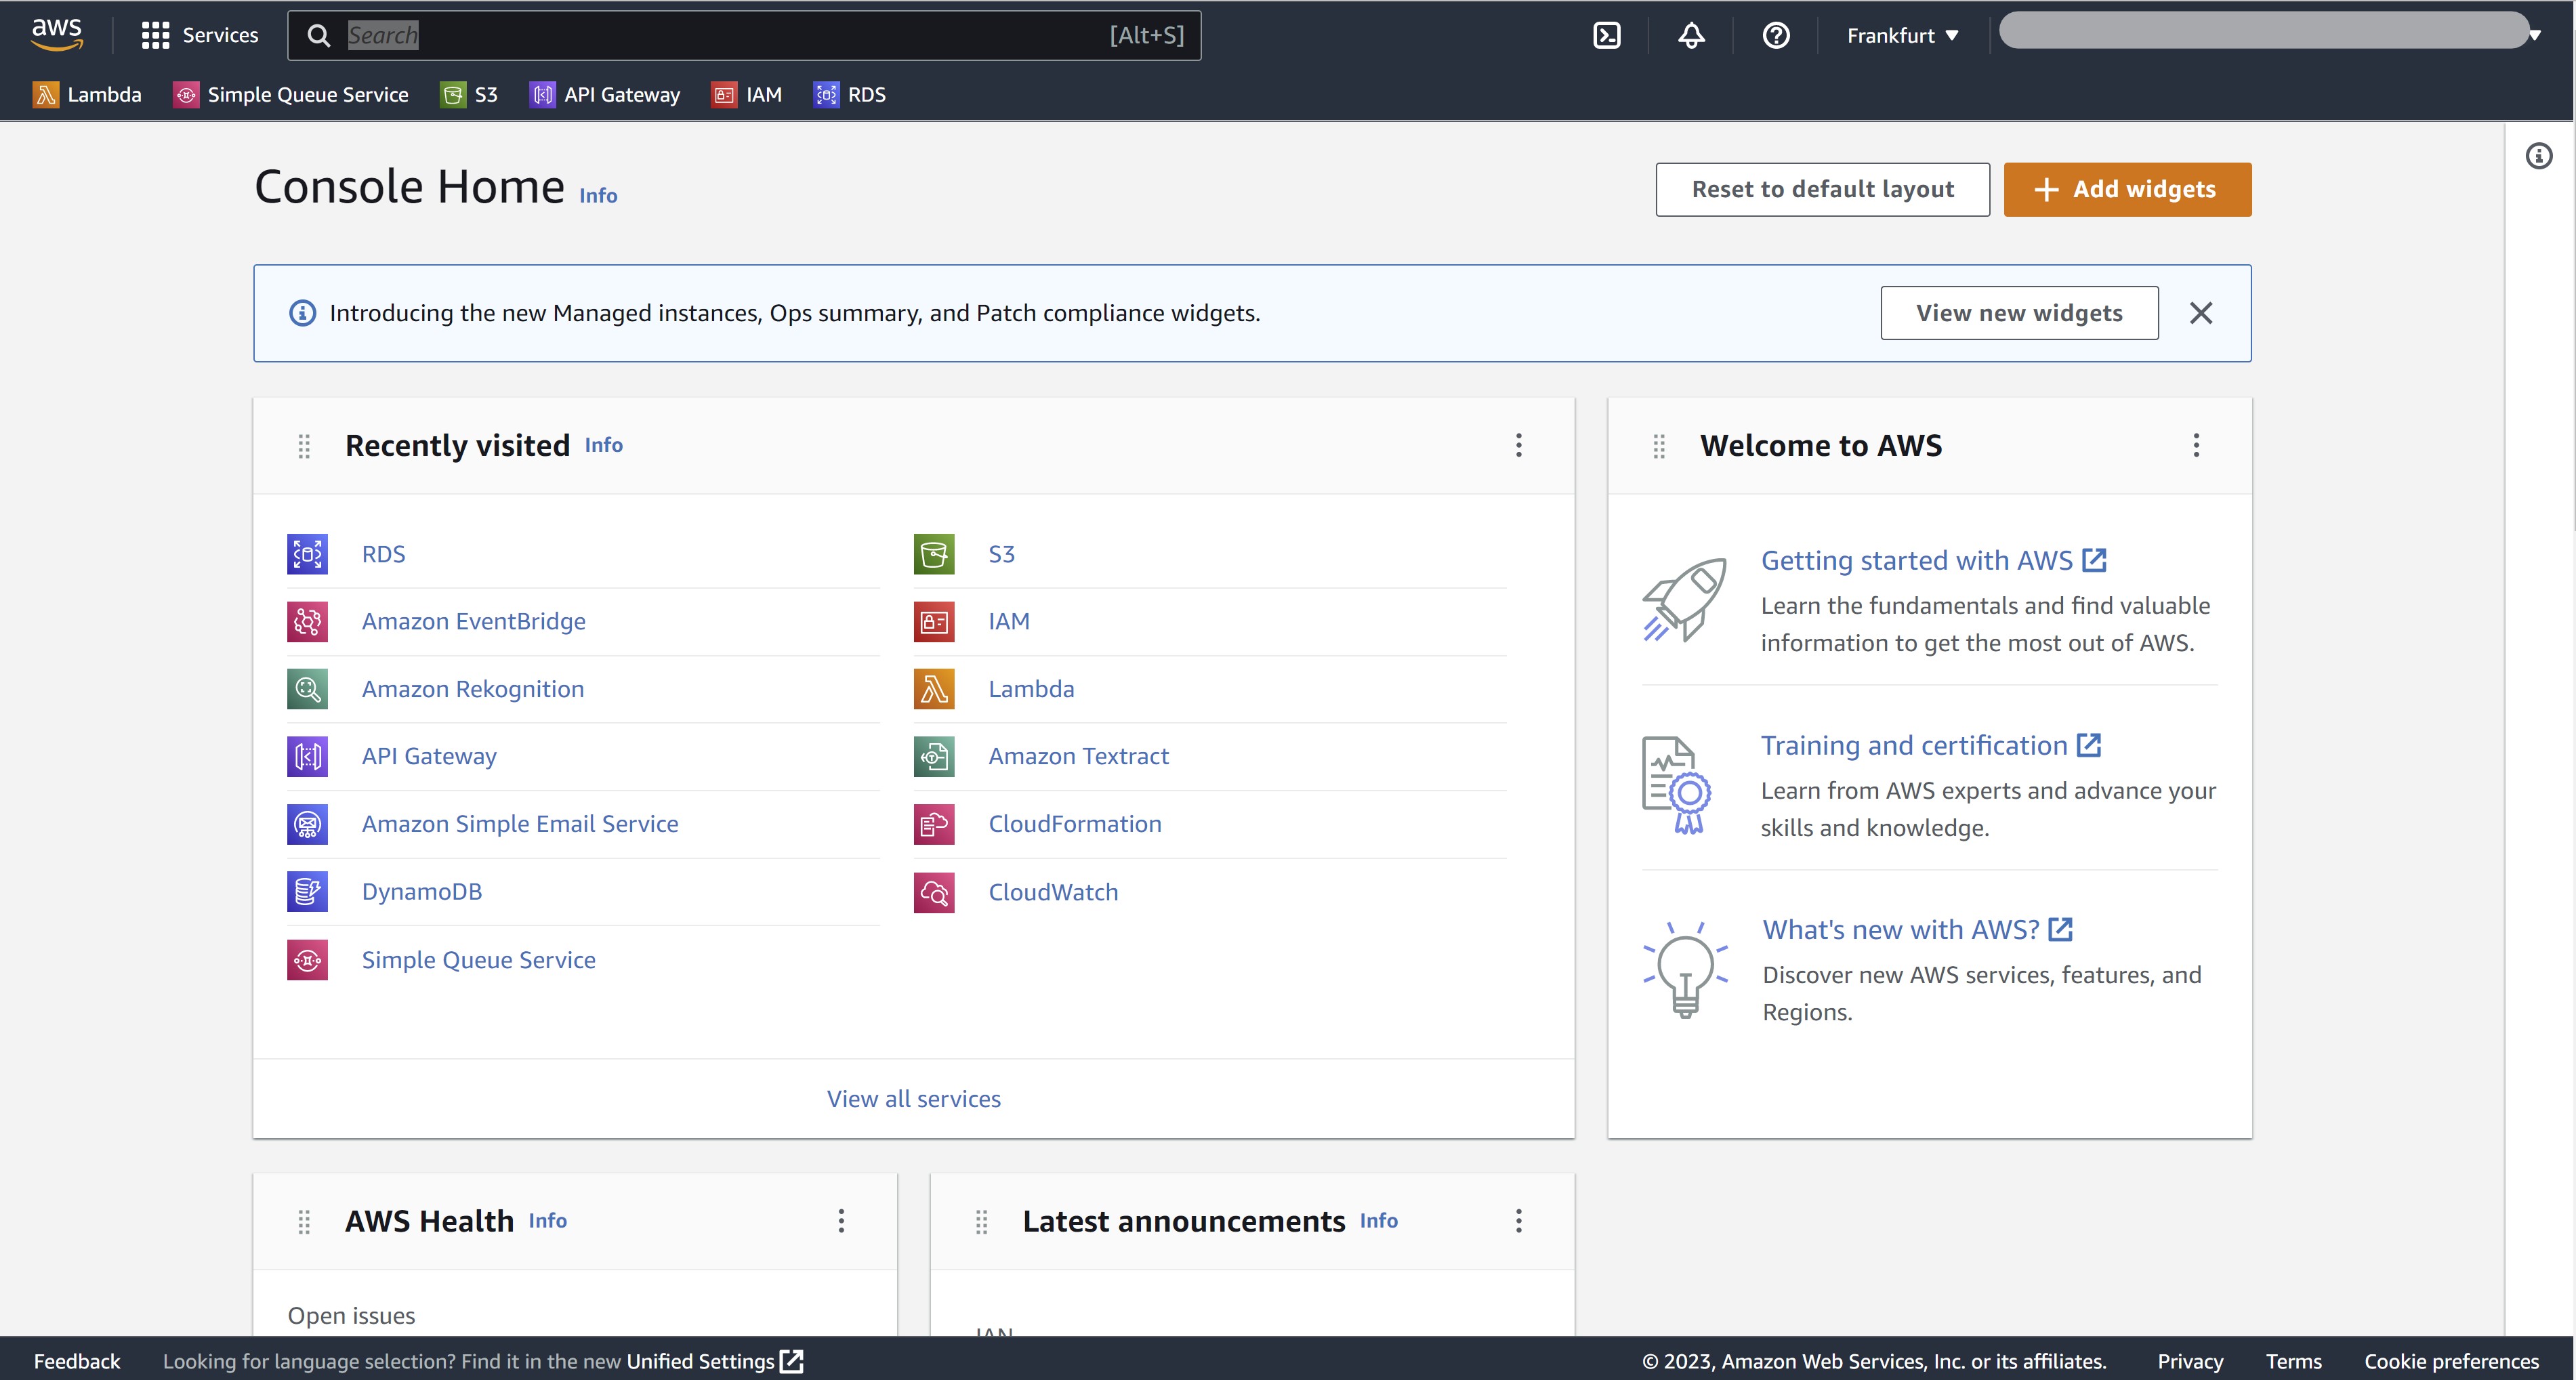 aws
Services
Search
[Alt+S]
Frankfurt
Lambda
Simple Queue Service
S3
API Gateway
IAM
RDS
Console Home
Info
Reset to default layout
Add widgets
Introducing the new Managed instances, Ops summary, and Patch compliance widgets.
View new widgets
Recently visited
Info
RDS
Amazon EventBridge
Amazon Rekognition
API Gateway
Amazon Simple Email Service
DynamoDB
Simple Queue Service
S3
IAM
Lambda
Amazon Textract
CloudFormation
CloudWatch
View all services
Welcome to AWS
Getting started with AWS
Learn the fundamentals and find valuable
information to get the most out of AWS.
Training and certification
Learn from AWS experts and advance your
skills and knowledge.
What's new with AWS?
Discover new AWS services, features, and
Regions.
AWS Health
Info
Open issues
Latest announcements
Info
JAN
Feedback
Looking for language selection? Find it in the new Unified Settings
© 2023, Amazon Web Services, Inc. or its affiliates.
Privacy
Terms
Cookie preferences